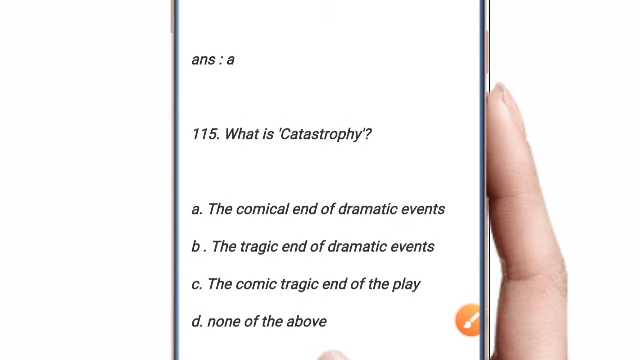 ans : a
115. What is 'Catastrophy'?
a. The comical end of dramatic events
b . The tragic end of dramatic events
c. The comic tragic end of the play
d. none of the above